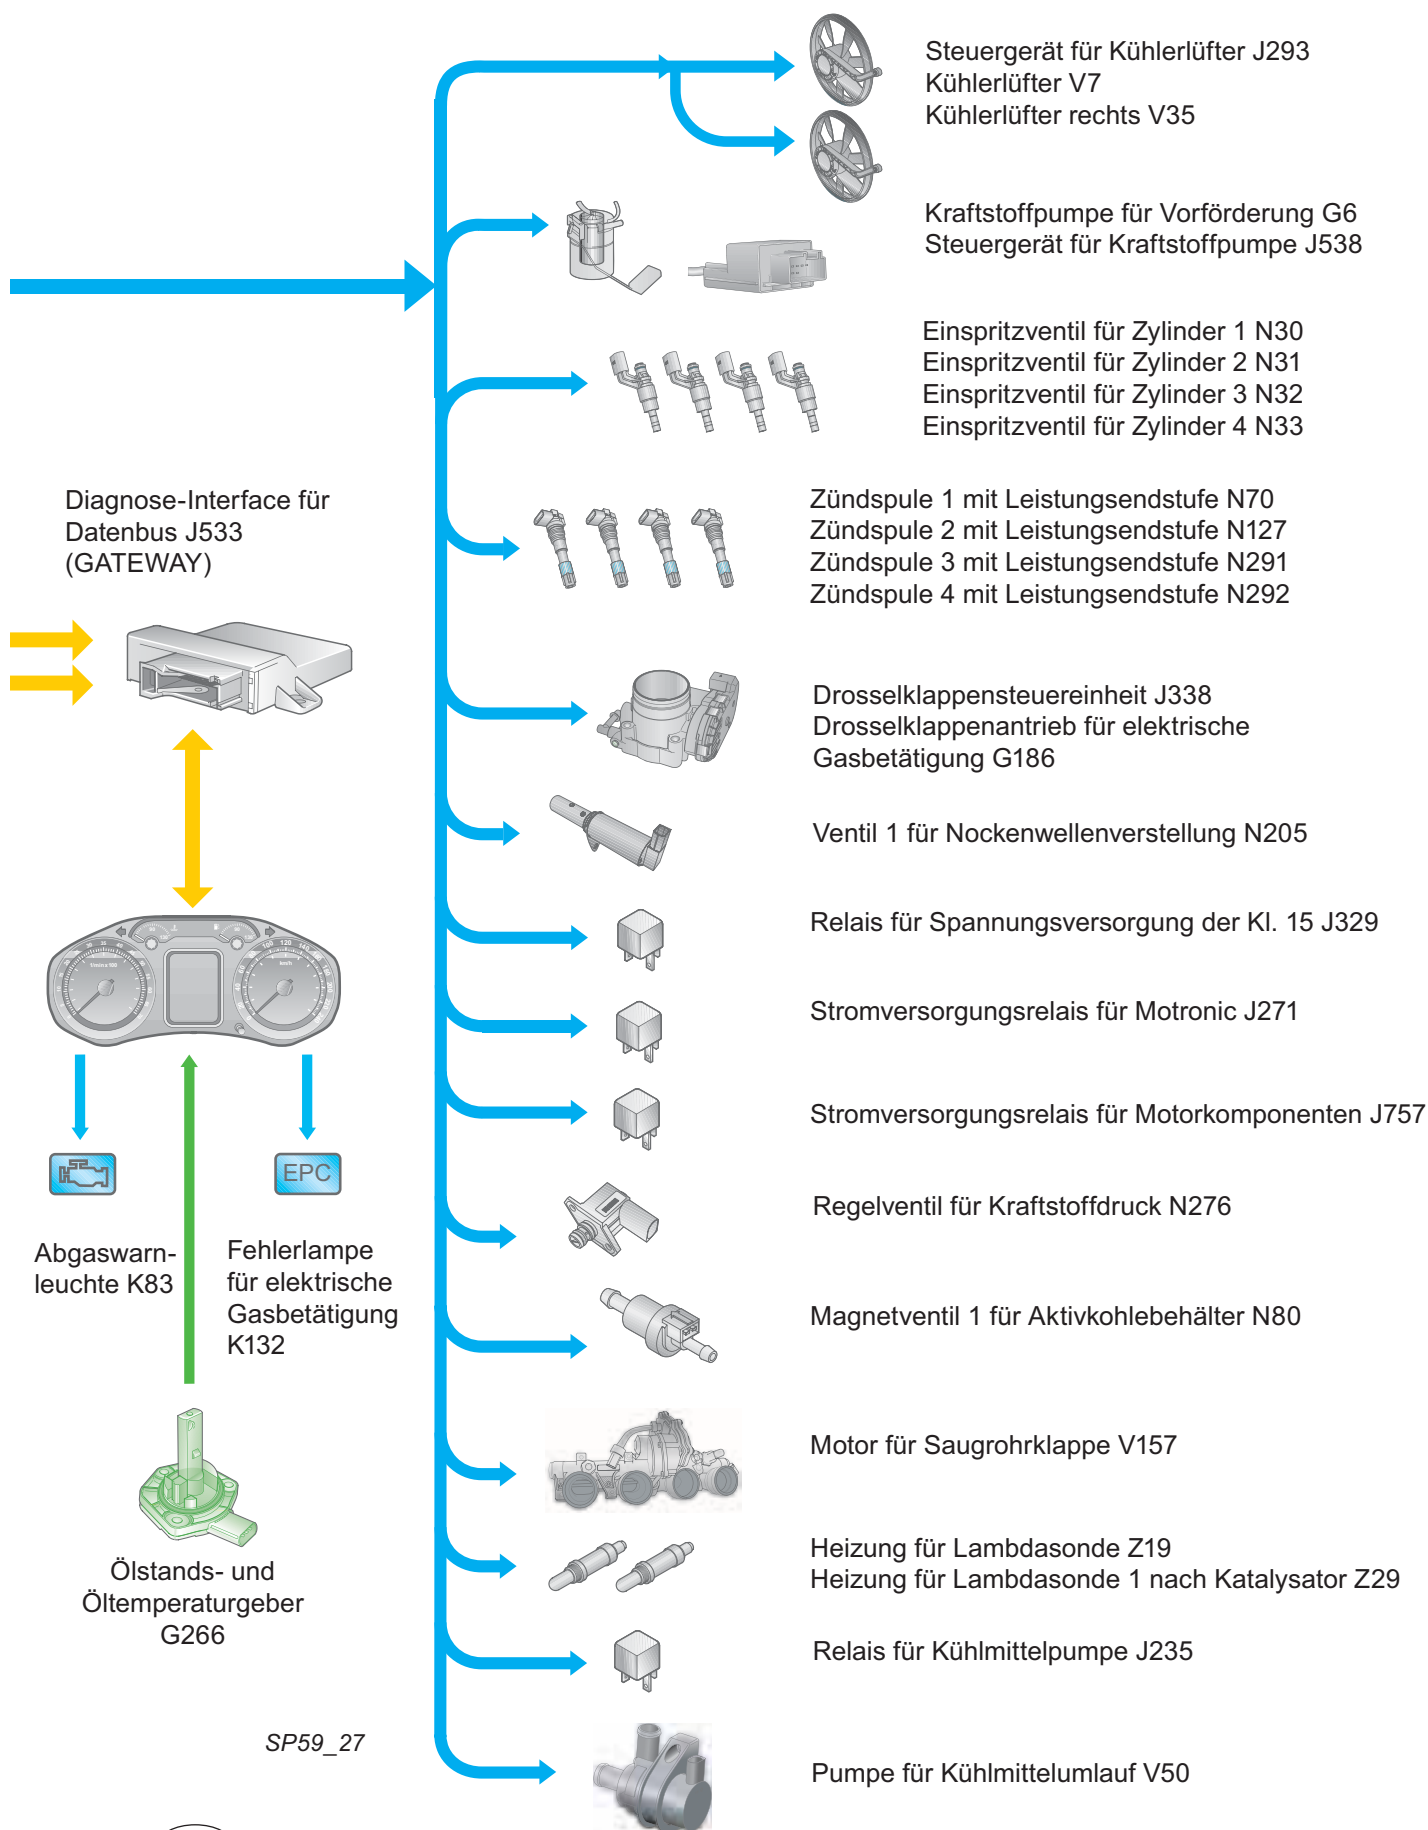 Steuergerät für Kühlerlüfter J293
Kühlerlüfter V7
Kühlerlüfter rechts V35
Kraftstoffpumpe für Vorförderung G6
Steuergerät für Kraftstoffpumpe J538
Einspritzventil für Zylinder 1 N30
Einspritzventil für Zylinder 2 N31
Einspritzventil für Zylinder 3 N32
Einspritzventil für Zylinder 4 N33
Diagnose-Interface für
Datenbus J533
(GATEWAY)
Zündspule 1 mit Leistungsendstufe N70
Zündspule 2 mit Leistungsendstufe N127
Zündspule 3 mit Leistungsendstufe N291
Zündspule 4 mit Leistungsendstufe N292
Drosselklappensteuereinheit J338
Drosselklappenantrieb für elektrische
Gasbetätigung G186
Ventil 1 für Nockenwellenverstellung N205
Relais für Spannungsversorgung der Kl. 15 J329
Stromversorgungsrelais für Motronic J271
Stromversorgungsrelais für Motorkomponenten J757
EPC
Abgaswarn-
leuchte K83
Fehlerlampe
für elektrische
Gasbetätigung
K132
Regelventil für Kraftstoffdruck N276
Magnetventil 1 für Aktivkohlebehälter N80
Motor für Saugrohrklappe V157
Ölstands- und
Öltemperaturgeber
G266
Heizung für Lambdasonde Z19
Heizung für Lambdasonde 1 nach Katalysator Z29
Relais für Kühlmittelpumpe J235
SP59_27
Pumpe für Kühlmittelumlauf V50